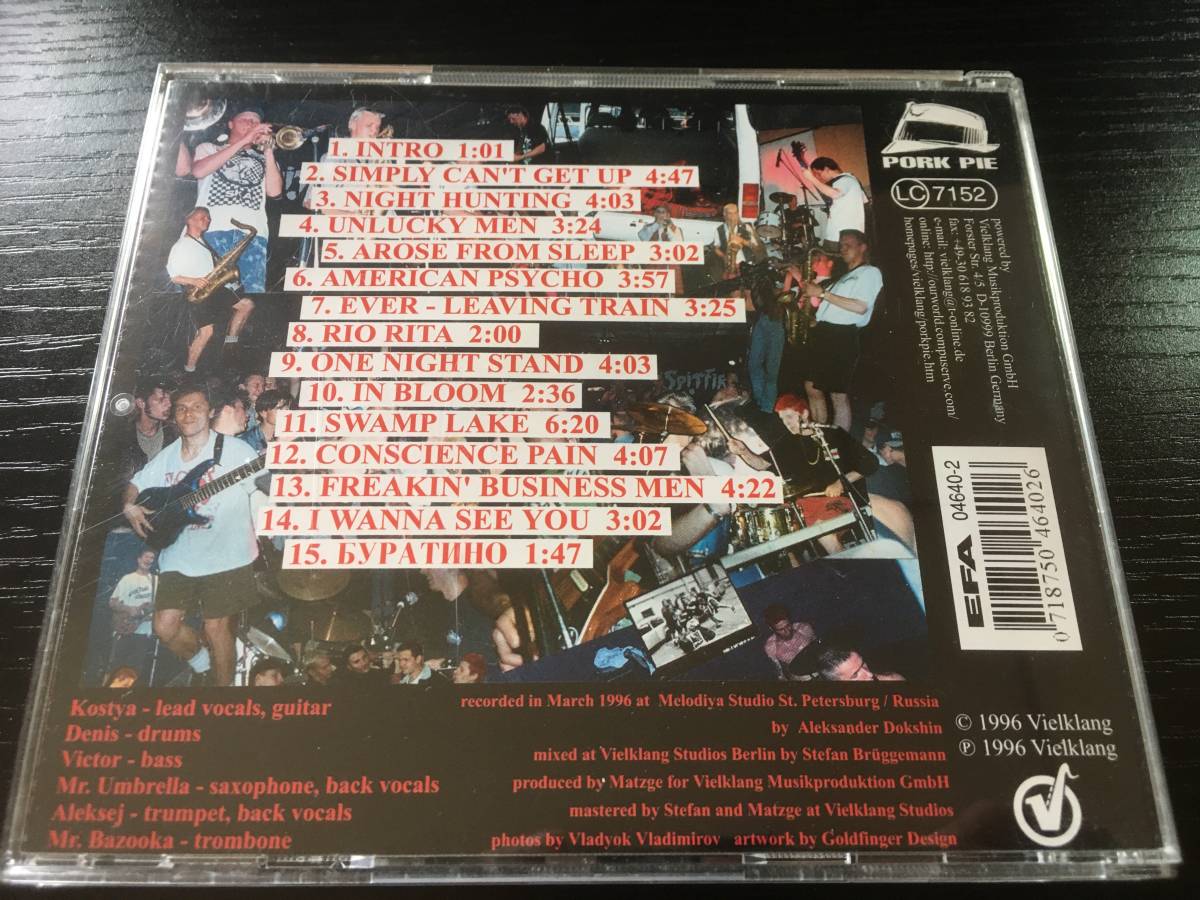 1. INTRO 1:01
2. SIMPLY CAN'T GET UP 4:47
3. NIGHT HUNTING 4:03
4. UNLUCKY MEN 3:24
5. AROSE FROM SLEEP 3:02
6. AMERICAN PSYCHO 3:57
7. EVER - LEAVING TRAIN 3:25
8. RIO RITA 2:00
9. ONE NIGHT STAND 4:03
10. IN BLOOM 2:36
11. SWAMP LAKE 6:20
12. CONSCIENCE PAIN 4:07
13. FREAKIN' BUSINESS MEN 4:22
14. I WANNA SEE YOU 3:02
15. БУРАТИНО 1:47
SPITFIR
PORK PIE
LC 7152
powered by
Vielklang Musikproduktion GmbH
Forster Str. 4/5 D-10999 Berlin Germany
fax: +49-30 618 93 82
e-mail: vielklang@t-online.de
online: http://ourworld.compuserve.com/
homepages/vielklang/porkpie.htm
EFA 04640-2
0 718750 464026
Kostya - lead vocals, guitar
Denis - drums
Victor - bass
Mr. Umbrella - saxophone, back vocals
Aleksej - trumpet, back vocals
Mr. Bazooka - trombone
recorded in March 1996 at Melodiya Studio St. Petersburg / Russia
by Aleksander Dokshin
mixed at Vielklang Studios Berlin by Stefan Brüggemann
produced by Matzge for Vielklang Musikproduktion GmbH
mastered by Stefan and Matzge at Vielklang Studios
photos by Vladyok Vladimirov artwork by Goldfinger Design
© 1996 Vielklang
℗ 1996 Vielklang